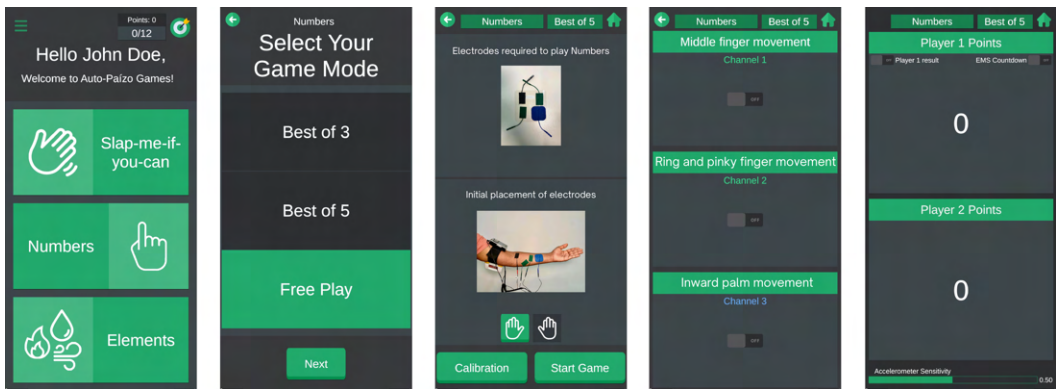 Points: 0
0/12
Hello John Doe,
Welcome to Auto-Paízo Games!
Slap-me-if-
you-can
Numbers
Elements
Numbers
Select Your
Game Mode
Best of 3
Best of 5
Free Play
Next
Numbers
Best of 5
Electrodes required to play Numbers
Initial placement of electrodes
Calibration
Start Game
Numbers
Best of 5
Middle finger movement
Channel 1
OFF
Ring and pinky finger movement
Channel 2
OFF
Inward palm movement
Channel 3
OFF
Numbers
Best of 5
Player 1 Points
OFF
Player 1 result
EMS Countdown
OFF
0
Player 2 Points
0
Accelerometer Sensitivity
0.50